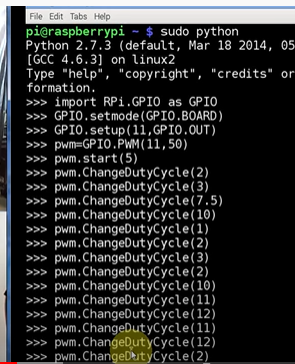 File Edit Tabs Help
pi@raspberrypi ~ $ sudo python
Python 2.7.3 (default, Mar 18 2014, 05
[GCC 4.6.3] on linux2
Type "help", "copyright", "credits" or
formation.
>>> import RPi.GPIO as GPIO
>>> GPIO.setmode(GPIO.BOARD)
>>> GPIO.setup(11,GPIO.OUT)
>>> pwm=GPIO.PWM(11,50)
>>> pwm.start(5)
>>> pwm.ChangeDutyCycle(2)
>>> pwm.ChangeDutyCycle(3)
>>> pwm.ChangeDutyCycle(7.5)
>>> pwm.ChangeDutyCycle(10)
>>> pwm.ChangeDutyCycle(1)
>>> pwm.ChangeDutyCycle(2)
>>> pwm.ChangeDutyCycle(3)
>>> pwm.ChangeDutyCycle(2)
>>> pwm.ChangeDutyCycle(10)
>>> pwm.ChangeDutyCycle(11)
>>> pwm.ChangeDutyCycle(12)
>>> pwm.ChangeDutyCycle(11)
>>> pwm.ChangeDutyCycle(12)
>>> pwm.ChangeDutyCycle(2)